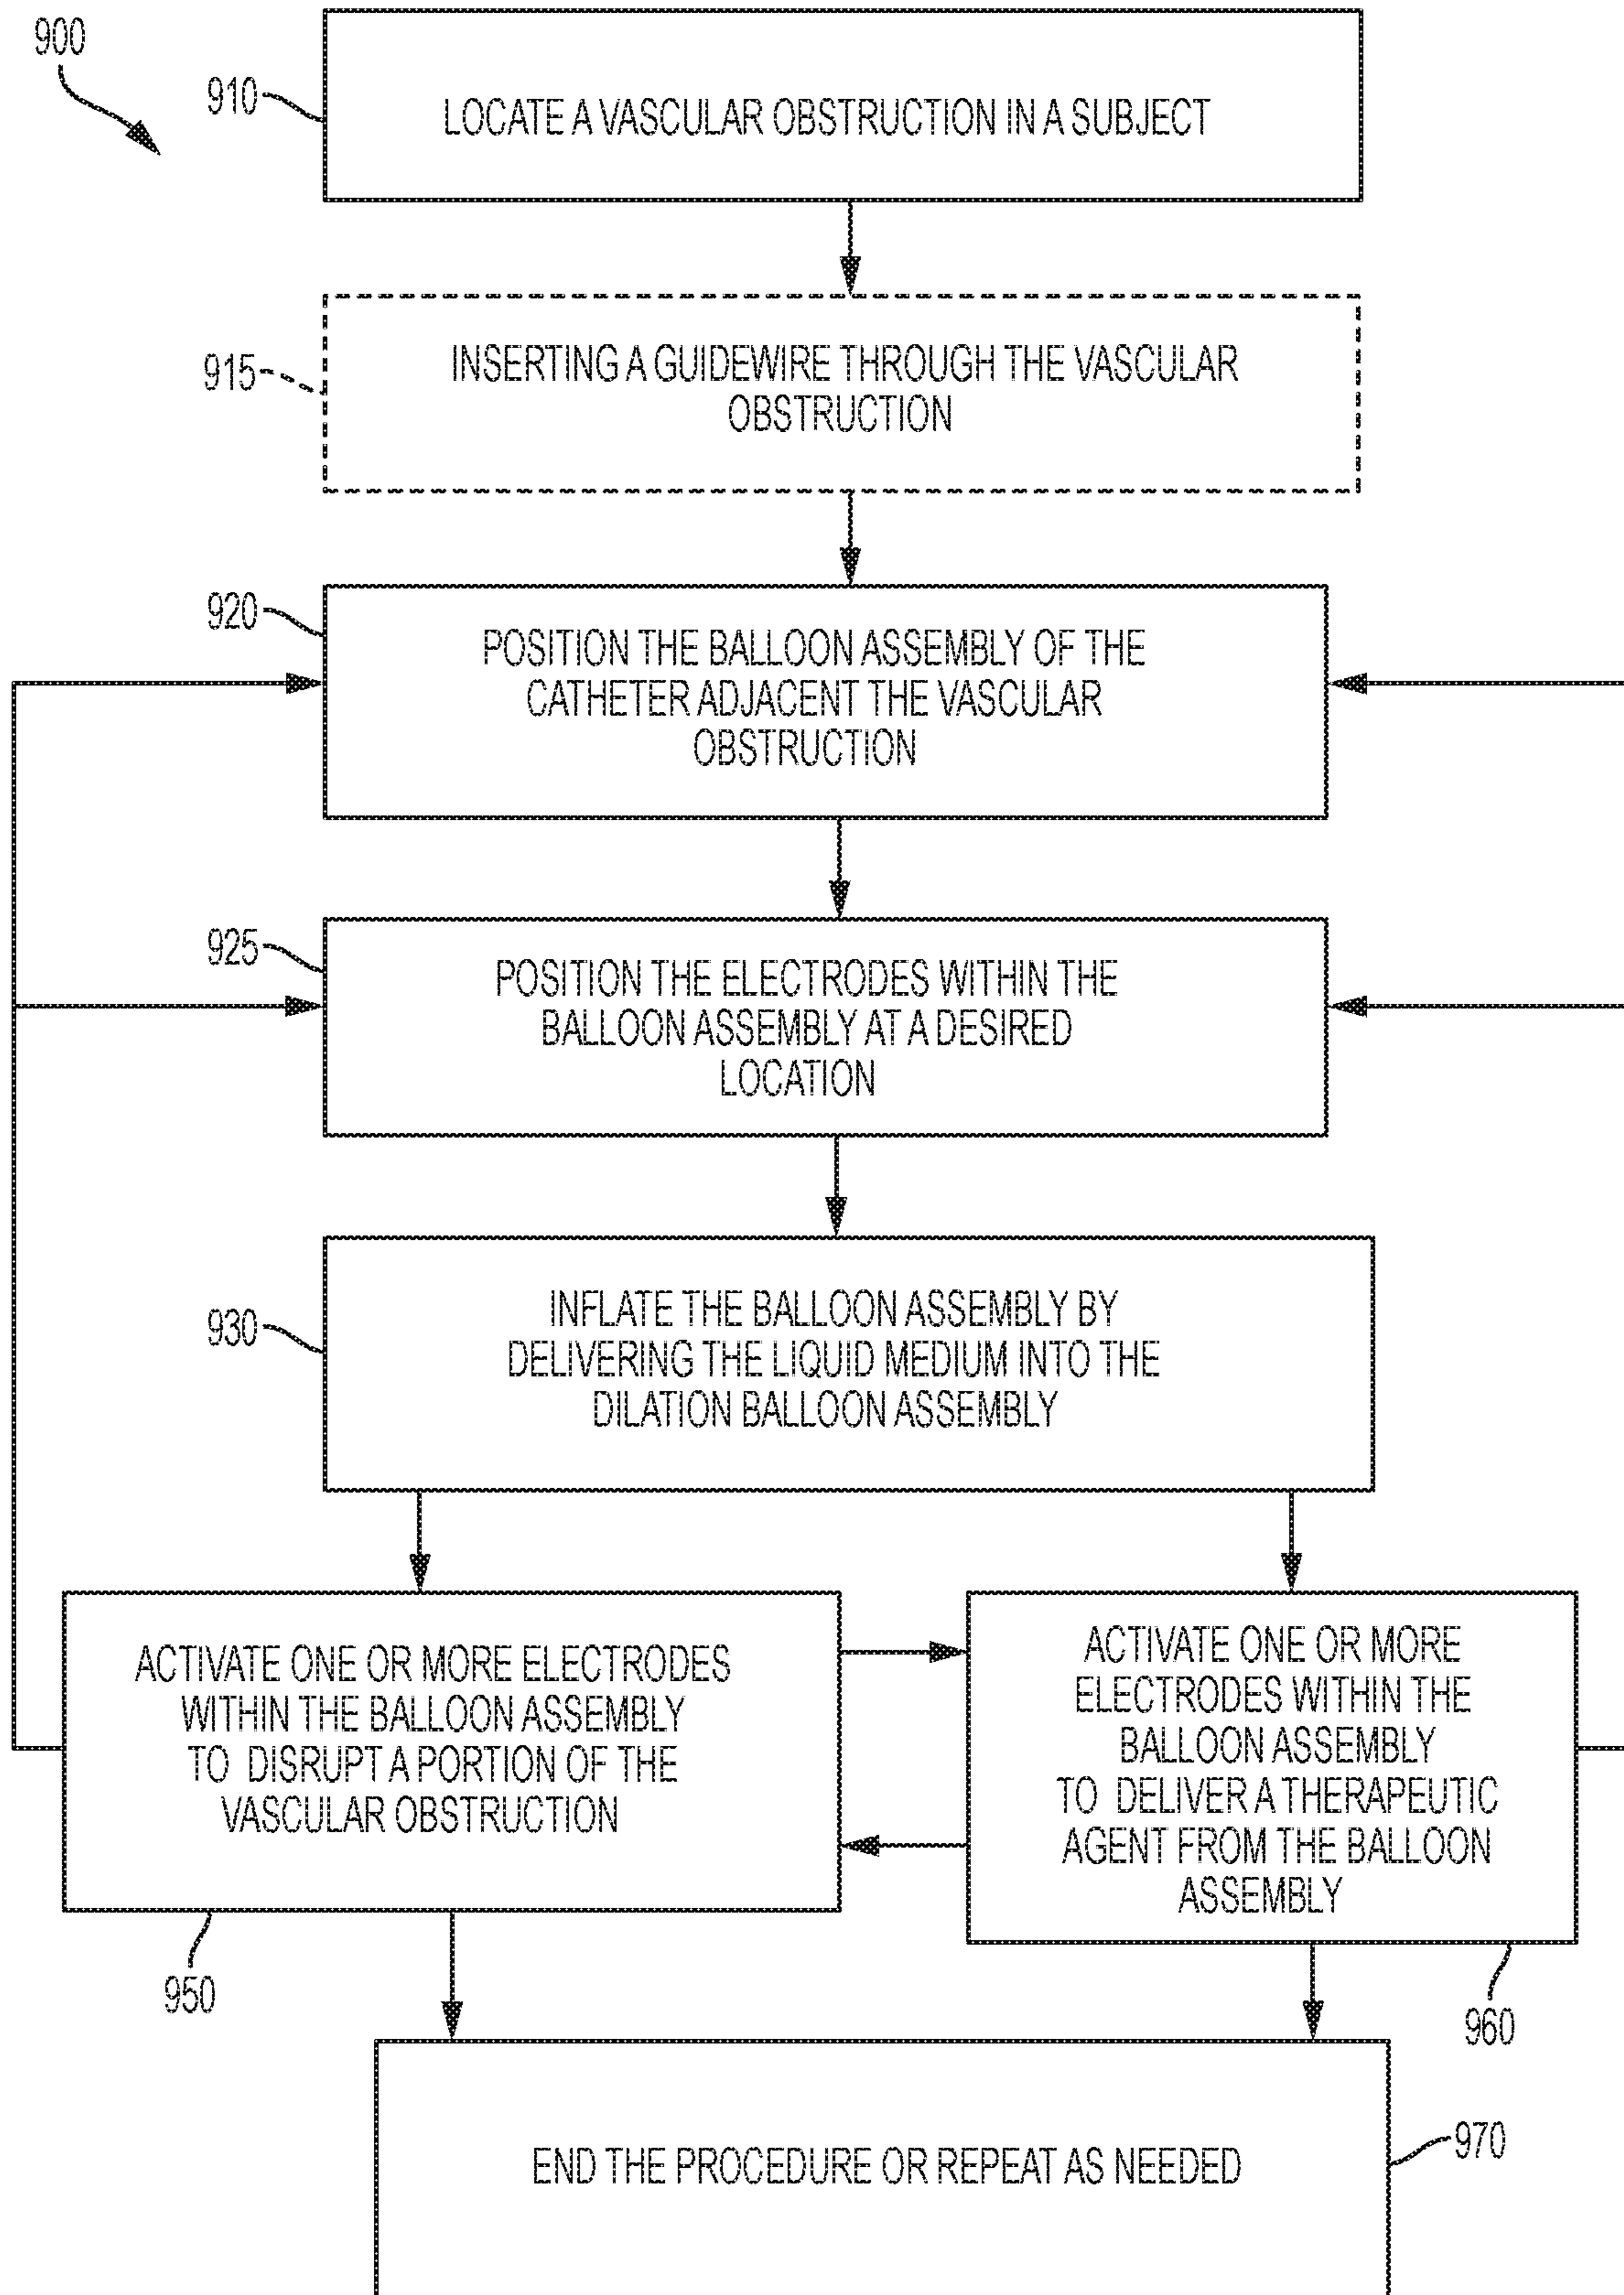 900
910
LOCATE A VASCULAR OBSTRUCTION IN A SUBJECT
915
INSERTING A GUIDEWIRE THROUGH THE VASCULAR
OBSTRUCTION
920
POSITION THE BALLOON ASSEMBLY OF THE
CATHETER ADJACENT THE VASCULAR
OBSTRUCTION
925
POSITION THE ELECTRODES WITHIN THE
BALLOON ASSEMBLY AT A DESIRED
LOCATION
930
INFLATE THE BALLOON ASSEMBLY BY
DELIVERING THE LIQUID MEDIUM INTO THE
DILATION BALLOON ASSEMBLY
ACTIVATE ONE OR MORE ELECTRODES
WITHIN THE BALLOON ASSEMBLY
TO DISRUPT A PORTION OF THE
VASCULAR OBSTRUCTION
950
ACTIVATE ONE OR MORE
ELECTRODES WITHIN THE
BALLOON ASSEMBLY
TO DELIVER A THERAPEUTIC
AGENT FROM THE BALLOON
ASSEMBLY
960
END THE PROCEDURE OR REPEAT AS NEEDED
970